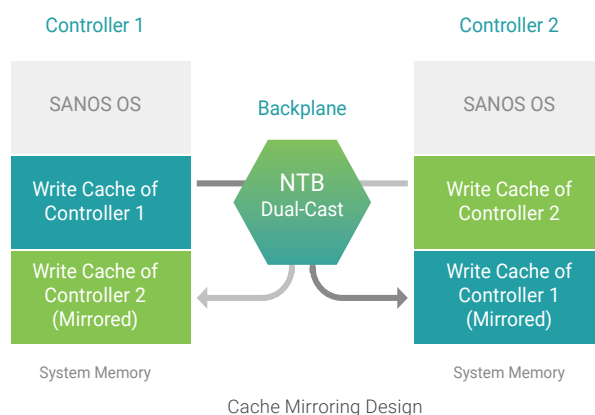 Controller 1
SANOS OS
Write Cache of
Controller 1
Write Cache of
Controller 2
(Mirrored)
System Memory
Backplane
NTB
Dual-Cast
Controller 2
SANOS OS
Write Cache of
Controller 2
Write Cache of
Controller 1
(Mirrored)
System Memory
Cache Mirroring Design